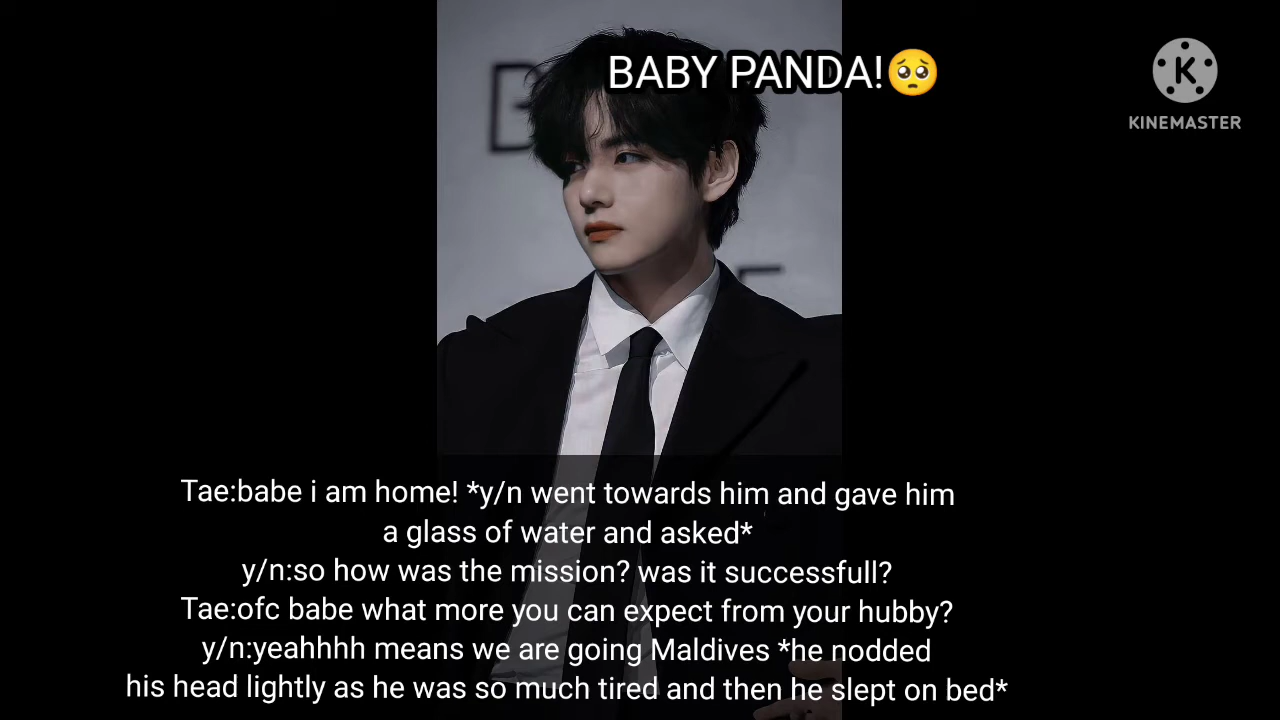 BABY PANDA!🥺
KINEMASTER
Tae:babe i am home! *y/n went towards him and gave him
a glass of water and asked*
y/n:so how was the mission? was it successfull?
Tae:ofc babe what more you can expect from your hubby?
y/n:yeahhhh means we are going Maldives *he nodded
his head lightly as he was so much tired and then he slept on bed*